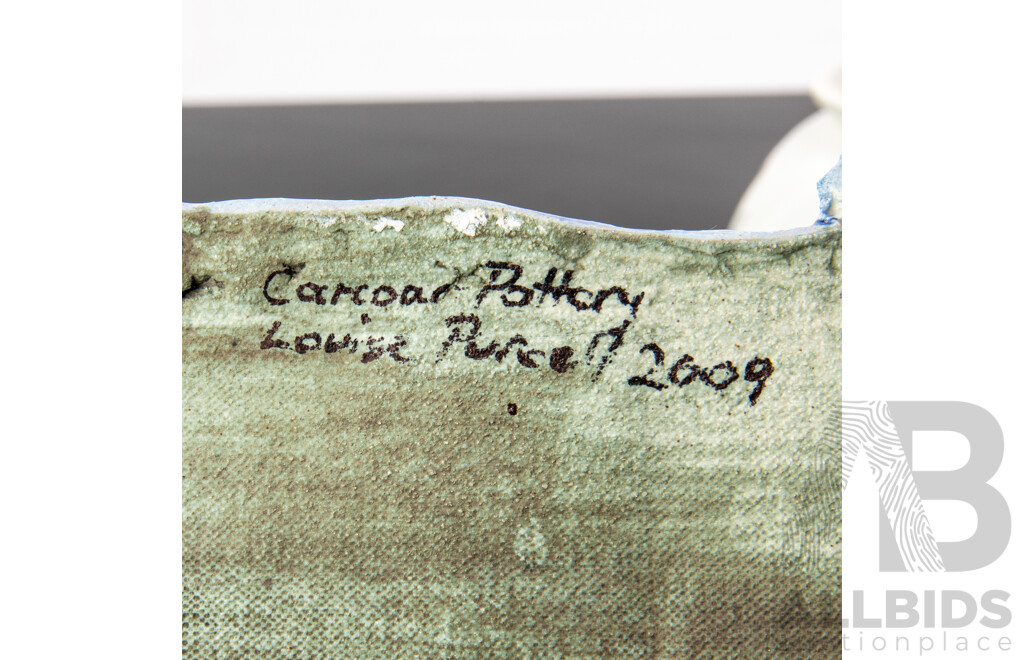 Carcoar Pottery
Louise Purcell 2009
ALLBIDS
auctionplace